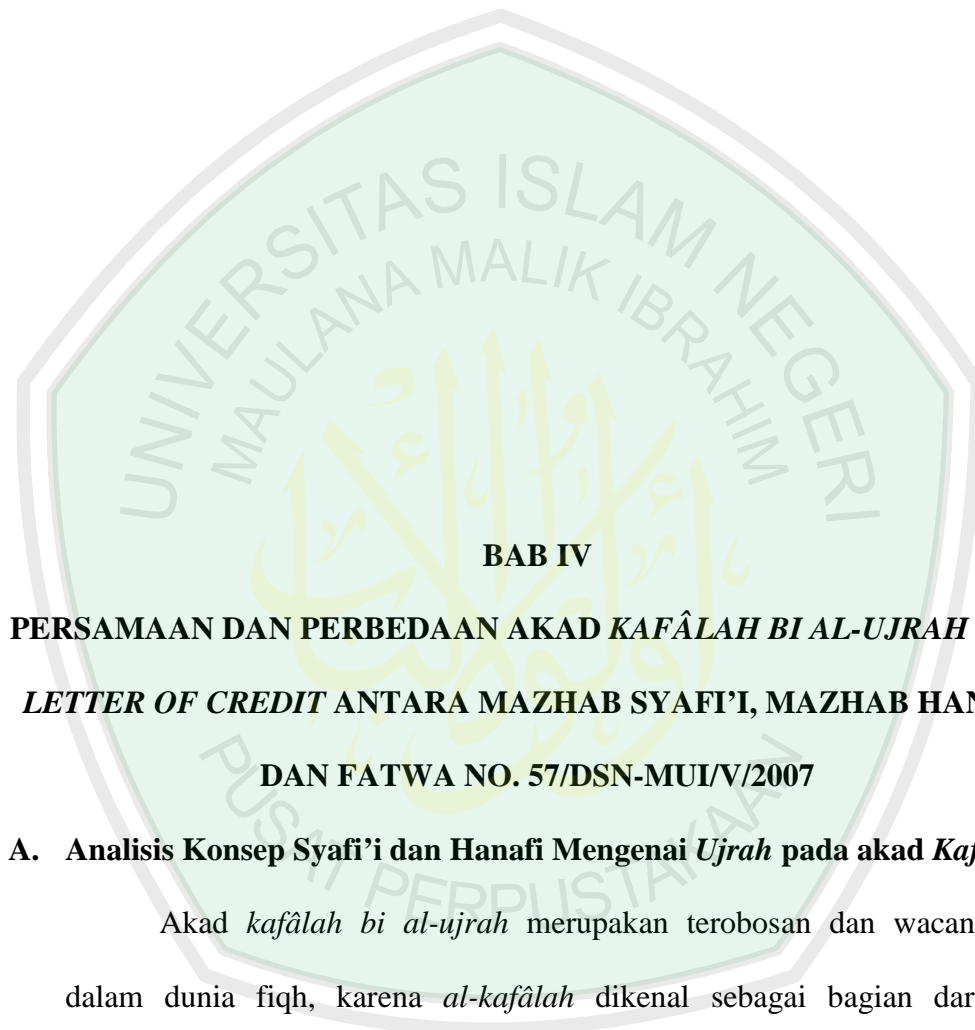 UNIVERSITAS ISLAM NEGERI
MAULANA MALIK IBRAHIM
BAB IV
PERSAMAAN DAN PERBEDAAN AKAD KAFÂLAH BI AL-UJRAH
LETTER OF CREDIT ANTARA MAZHAB SYAFI’I, MAZHAB HAN
DAN FATWA NO. 57/DSN-MUI/V/2007
A. Analisis Konsep Syafi’i dan Hanafi Mengenai Ujrah pada akad Kaf
Akad kafâlah bi al-ujrah merupakan terobosan dan wacan
dalam dunia fiqh, karena al-kafâlah dikenal sebagai bagian dar
PUSAT PERPUSTAKAAN